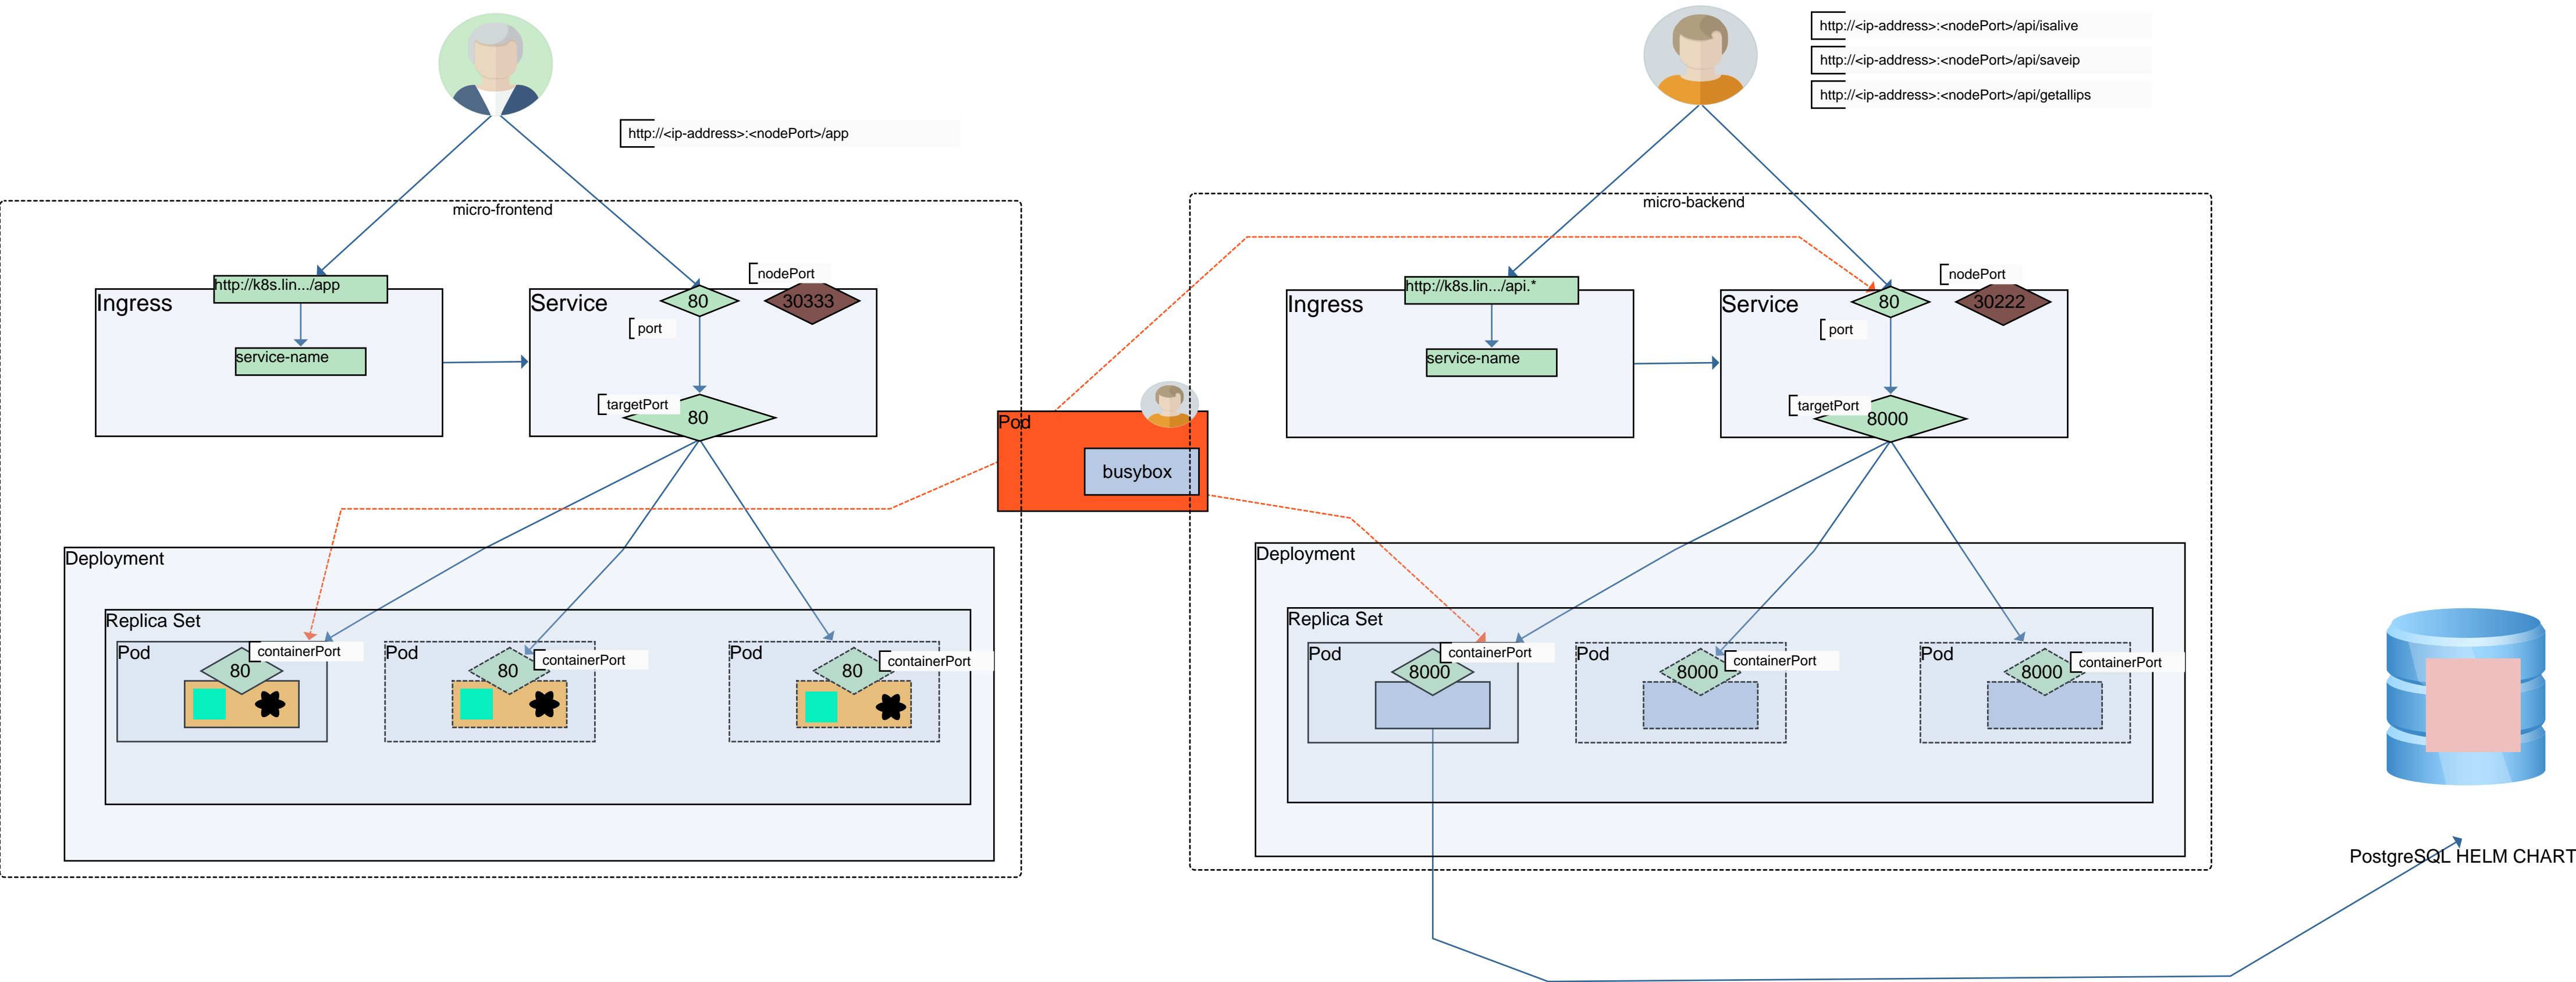 http://<ip-address>:<nodePort>/app
micro-frontend
Ingress
http://k8s.lin.../app
service-name
Service
80
nodePort
30333
port
targetPort
80
Deployment
Replica Set
Pod
containerPort
80
Pod
containerPort
80
Pod
containerPort
80
Pod
busybox
http://<ip-address>:<nodePort>/api/isalive
http://<ip-address>:<nodePort>/api/saveip
http://<ip-address>:<nodePort>/api/getallips
micro-backend
Ingress
http://k8s.lin.../api.*
service-name
Service
80
nodePort
30222
port
targetPort
8000
Deployment
Replica Set
Pod
containerPort
8000
Pod
containerPort
8000
Pod
containerPort
8000
PostgreSQL HELM CHART